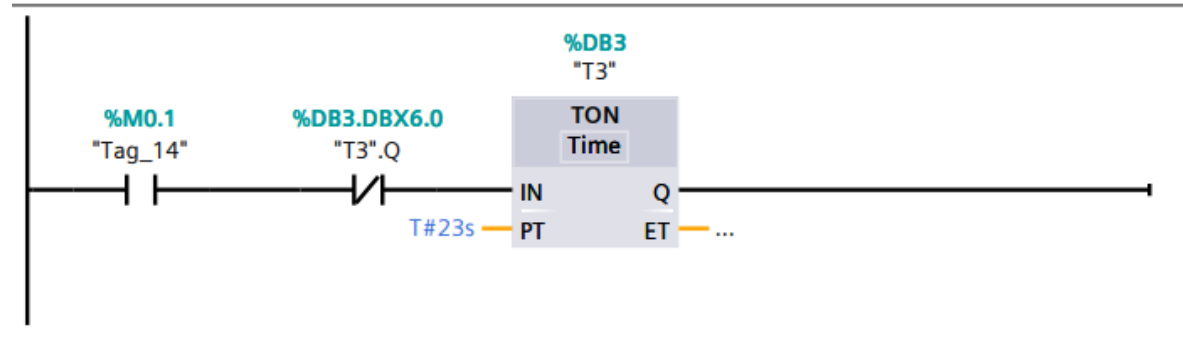 %DB3
"T3"
%M0.1
%DB3.DBX6.0
TON
"Tag_14"
"T3".Q
Time
IN
Q
T#23s
PT
ET
...